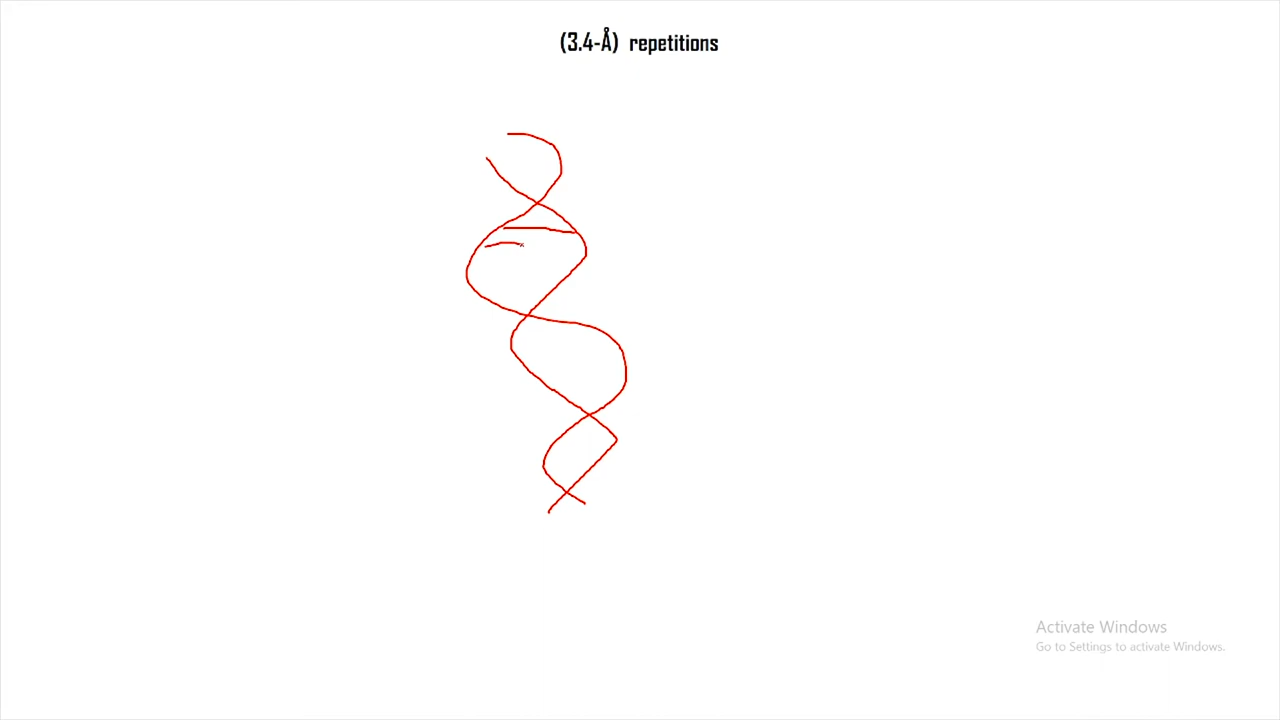 (3.4-Å) repetitions
Activate Windows
Go to Settings to activate Windows.